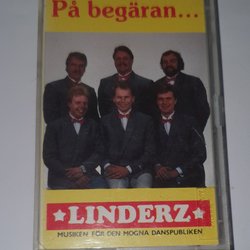 På begäran...
LINDERZ
MUSIKEN FÖR DEN MOGNA DANSPUBLIKEN